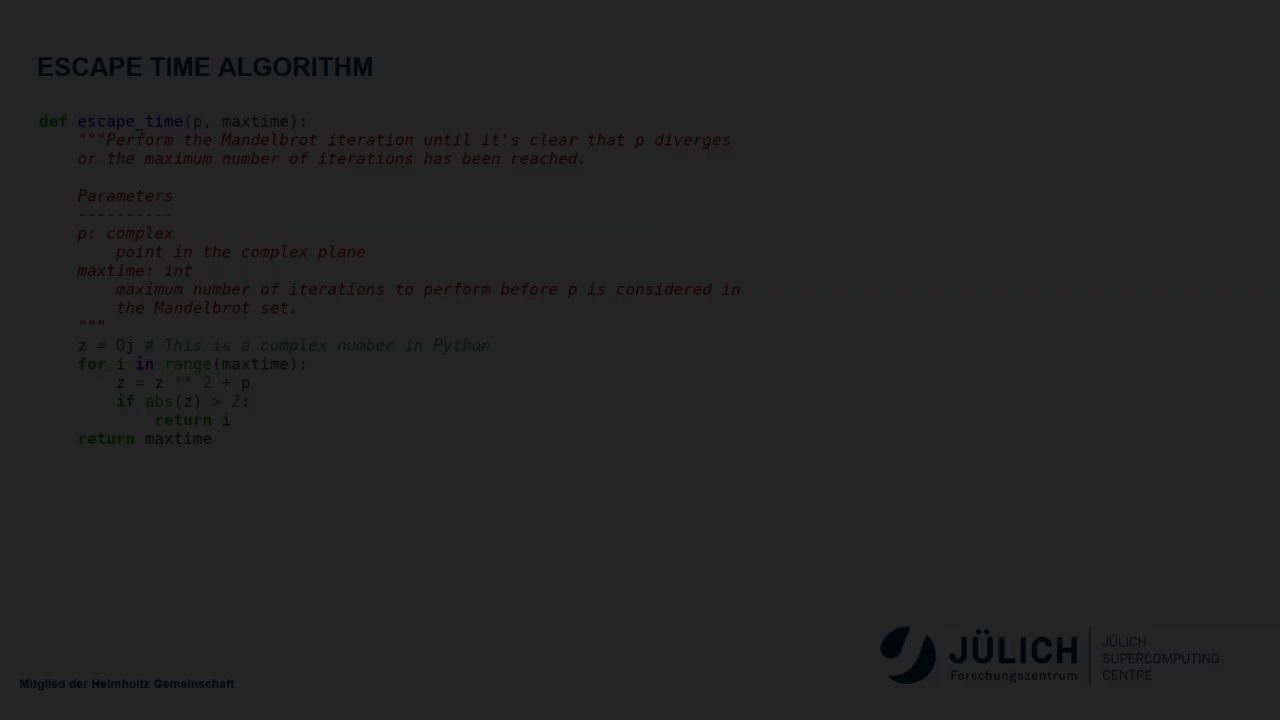 ESCAPE TIME ALGORITHM
def escape_time(p, maxtime):
    """Perform the Mandelbrot iteration until it's clear that p diverges
    or the maximum number of iterations has been reached.

    Parameters
    ----------
    p: complex
        point in the complex plane
    maxtime: int
        maximum number of iterations to perform before p is considered in
        the Mandelbrot set.
    """
    z = 0j # This is a complex number in Python
    for i in range(maxtime):
        z = z ** 2 + p
        if abs(z) > 2:
            return i
    return maxtime
JÜLICH
Forschungszentrum
JÜLICH
SUPERCOMPUTING
CENTRE
Mitglied der Helmholtz Gemeinschaft